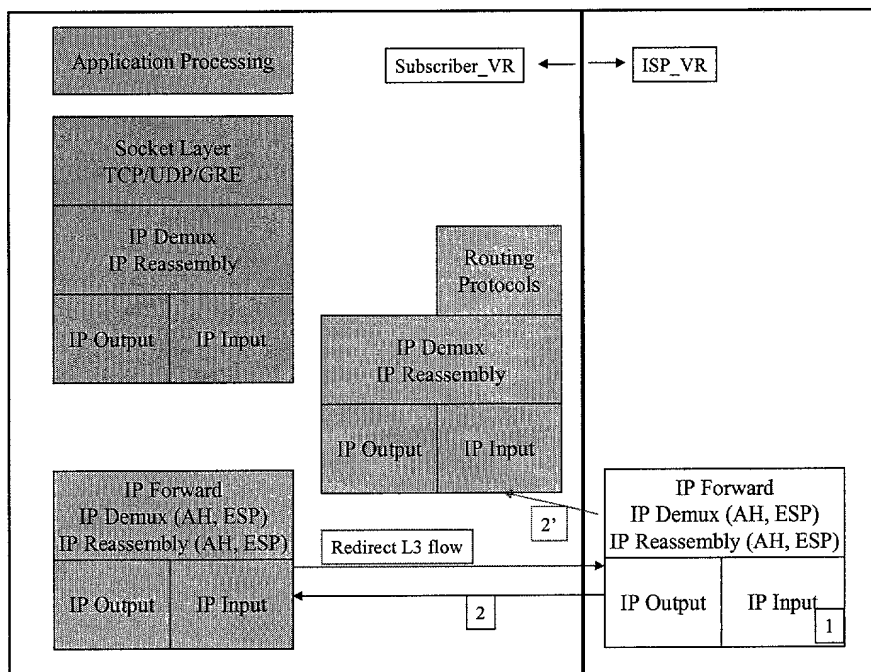 Application Processing
Subscriber_VR
ISP_VR
Socket Layer
TCP/UDP/GRE
IP Demux
IP Reassembly
IP Output
IP Input
Routing
Protocols
IP Demux
IP Reassembly
IP Output
IP Input
IP Forward
IP Demux (AH, ESP)
IP Reassembly (AH, ESP)
IP Output
IP Input
Redirect L3 flow
2
2'
IP Forward
IP Demux (AH, ESP)
IP Reassembly (AH, ESP)
IP Output
IP Input
1